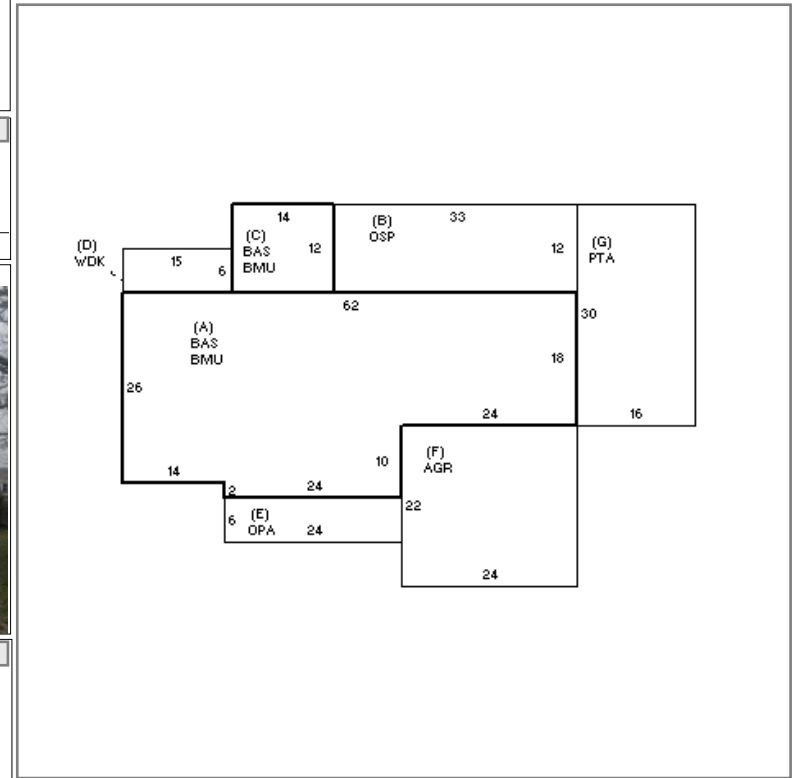 14
(C)
BAS
BMU
12
(B)
OSP
33
12
(G)
PTA
(D)
WDK
15
6
62
30
(A)
BAS
BMU
18
26
24
16
14
10
(F)
AGR
2
24
22
6
(E)
OPA
24
24